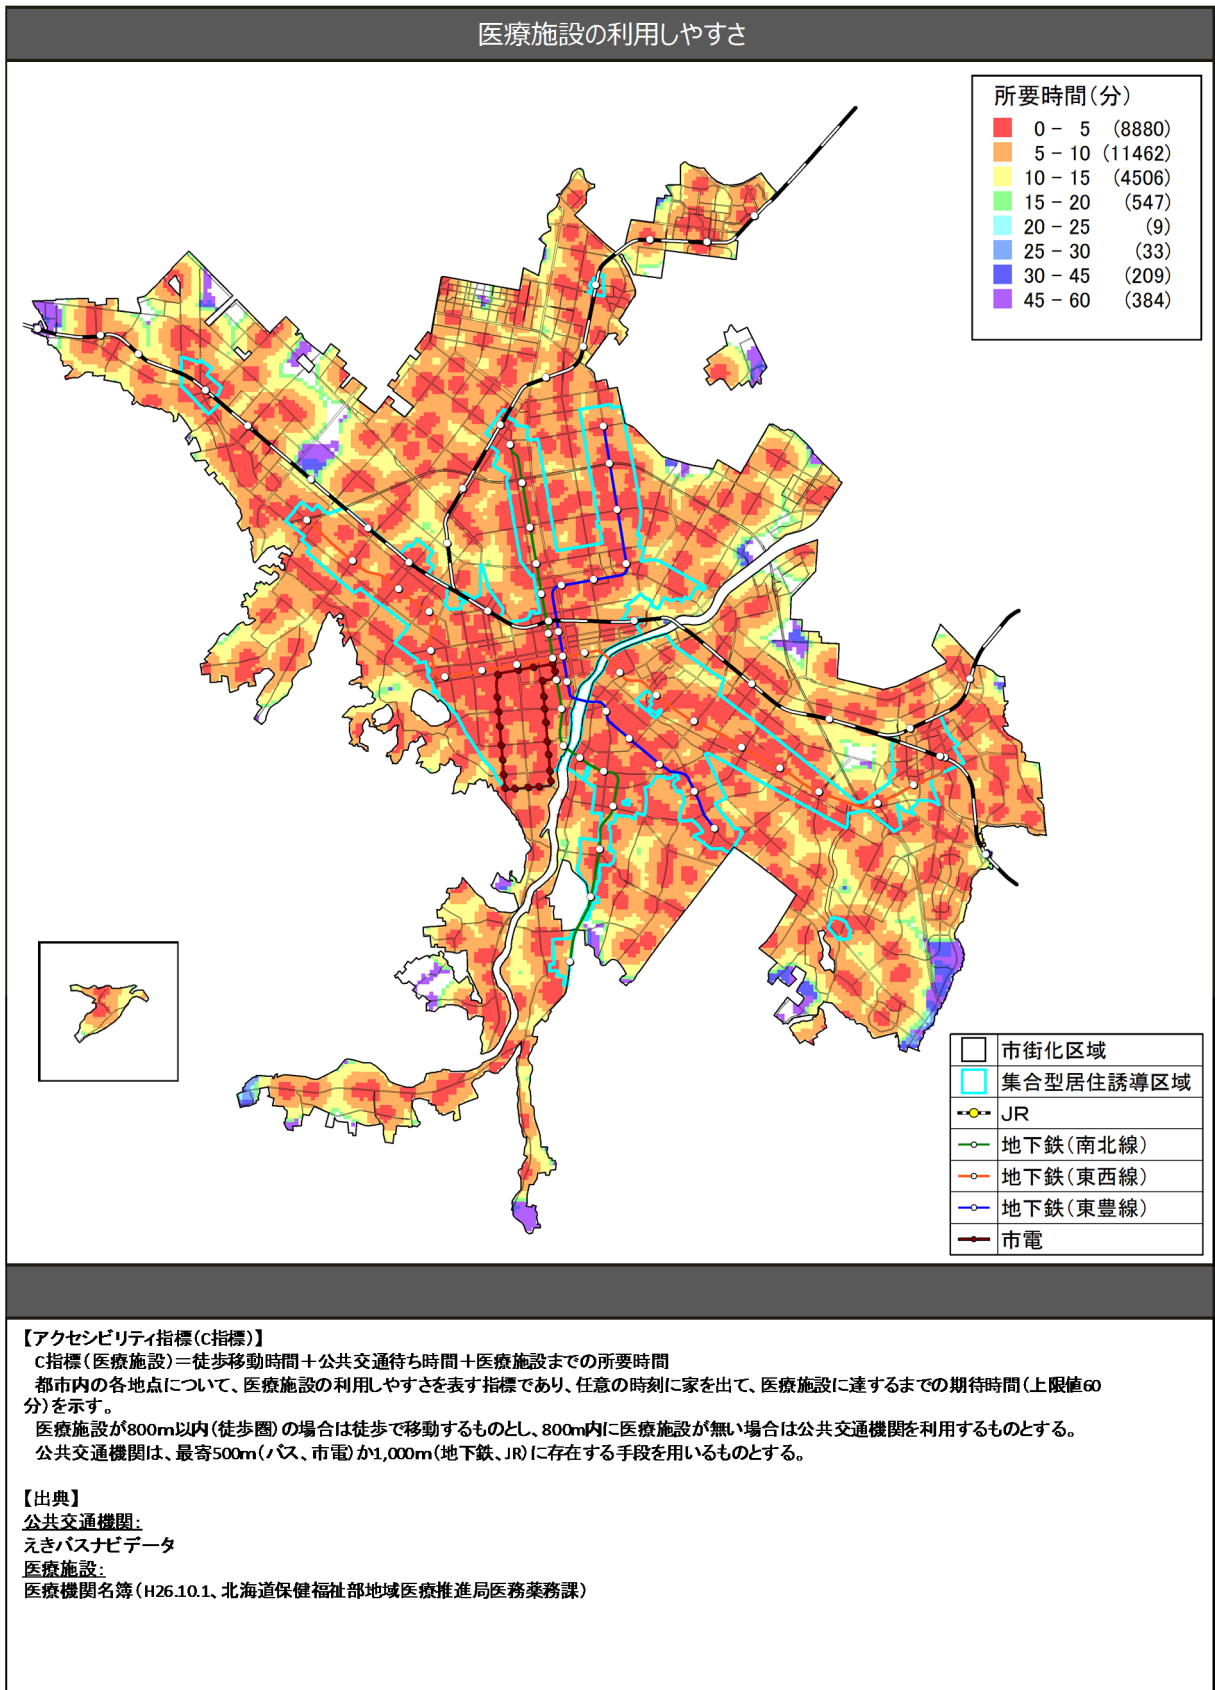 医療施設の利用しやすさ
所要時間(分)
0 - 5 (8880)
5 - 10 (11462)
10 - 15 (4506)
15 - 20 (547)
20 - 25 (9)
25 - 30 (33)
30 - 45 (209)
45 - 60 (384)
市街化区域
集合型居住誘導区域
JR
地下鉄(南北線)
地下鉄(東西線)
地下鉄(東豊線)
市電
【アクセシビリティ指標(C指標)】
C指標(医療施設)＝徒歩移動時間＋公共交通待ち時間＋医療施設までの所要時間
都市内の各地点について、医療施設の利用しやすさを表す指標であり、任意の時刻に家を出て、医療施設に達するまでの期待時間(上限値60
分)を示す。
医療施設が800m以内(徒歩圏)の場合は徒歩で移動するものとし、800m内に医療施設が無い場合は公共交通機関を利用するものとする。
公共交通機関は、最寄500m(バス、市電)か1,000m(地下鉄、JR)に存在する手段を用いるものとする。
【出典】
公共交通機関:
えきバスナビデータ
医療施設:
医療機関名簿(H26.10.1、北海道保健福祉部地域医療推進局医務薬務課)